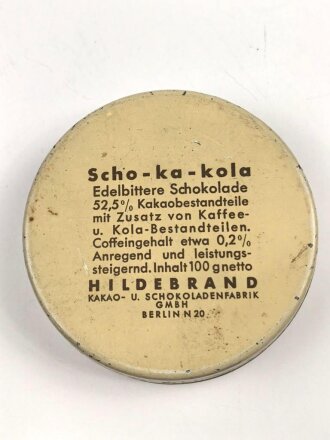 Scho-ka-kola
Edelbittere Schokolade
52,5% Kakaobestandteile
mit Zusatz von Kaffee-
u. Kola-Bestandteilen.
Coffeingehalt etwa 0,2%
Anregend und leistungs-
steigernd. Inhalt 100 g netto
HILDEBRAND
KAKAO- U. SCHOKOLADENFABRIK
GMBH
BERLIN N 20